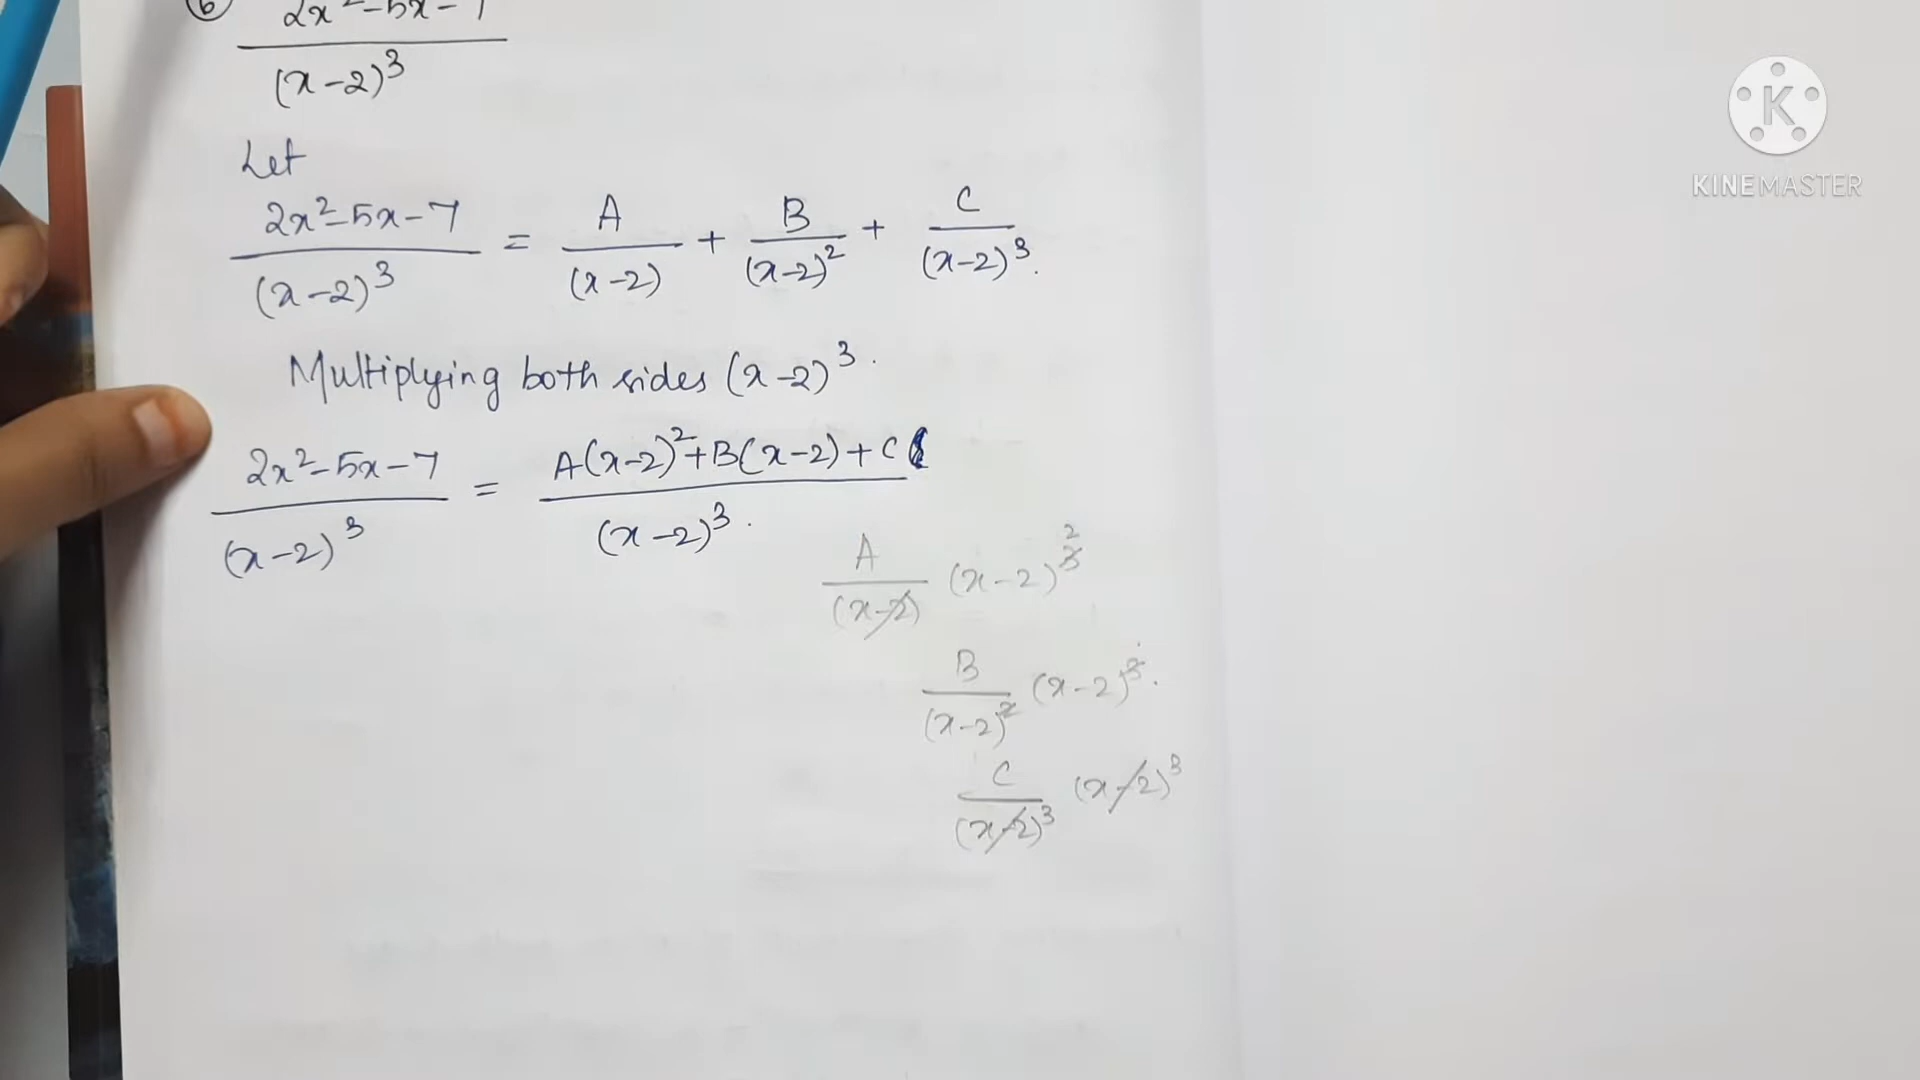 ⑥ 2x²-5x-7
(x-2)³
Let
2x²-5x-7 / (x-2)³ = A / (x-2) + B / (x-2)² + C / (x-2)³.
Multiplying both sides (x-2)³.
2x²-5x-7 / (x-2)³ = A(x-2)²+B(x-2)+C / (x-2)³.
A / (x-2) (x-2)³ 2
B / (x-2)² (x-2)³.
C / (x-2)³ (x-2)³
K
KINEMASTER